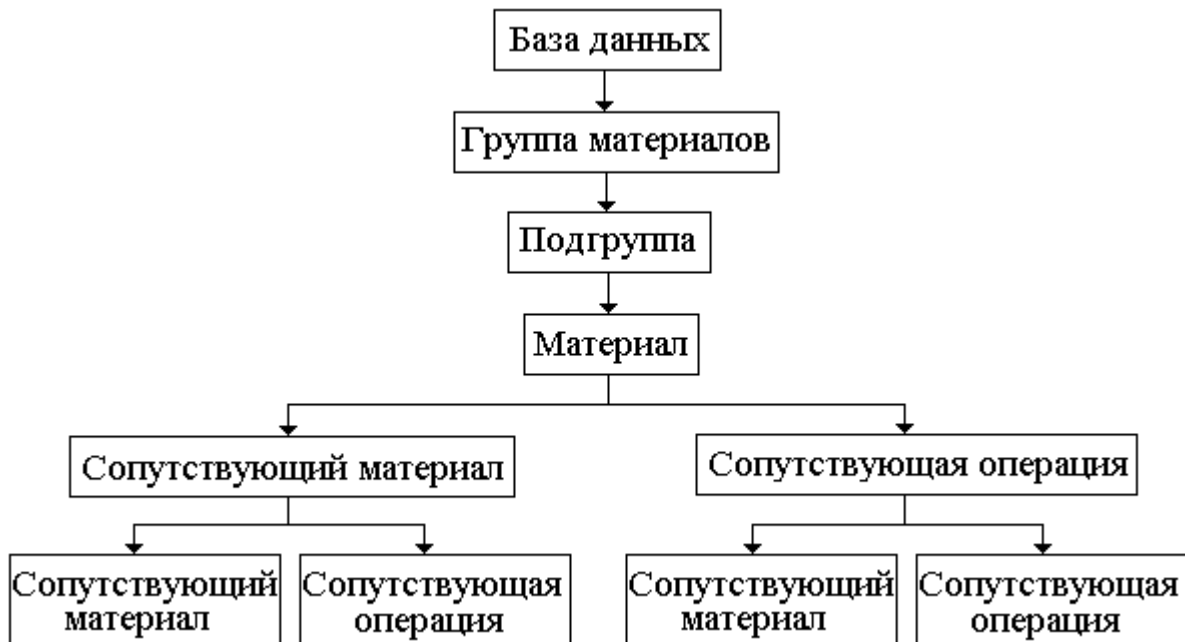 База данных
Группа материалов
Подгруппа
Материал
Сопутствующий материал
Сопутствующая операция
Сопутствующий
материал
Сопутствующая
операция
Сопутствующий
материал
Сопутствующая
операция